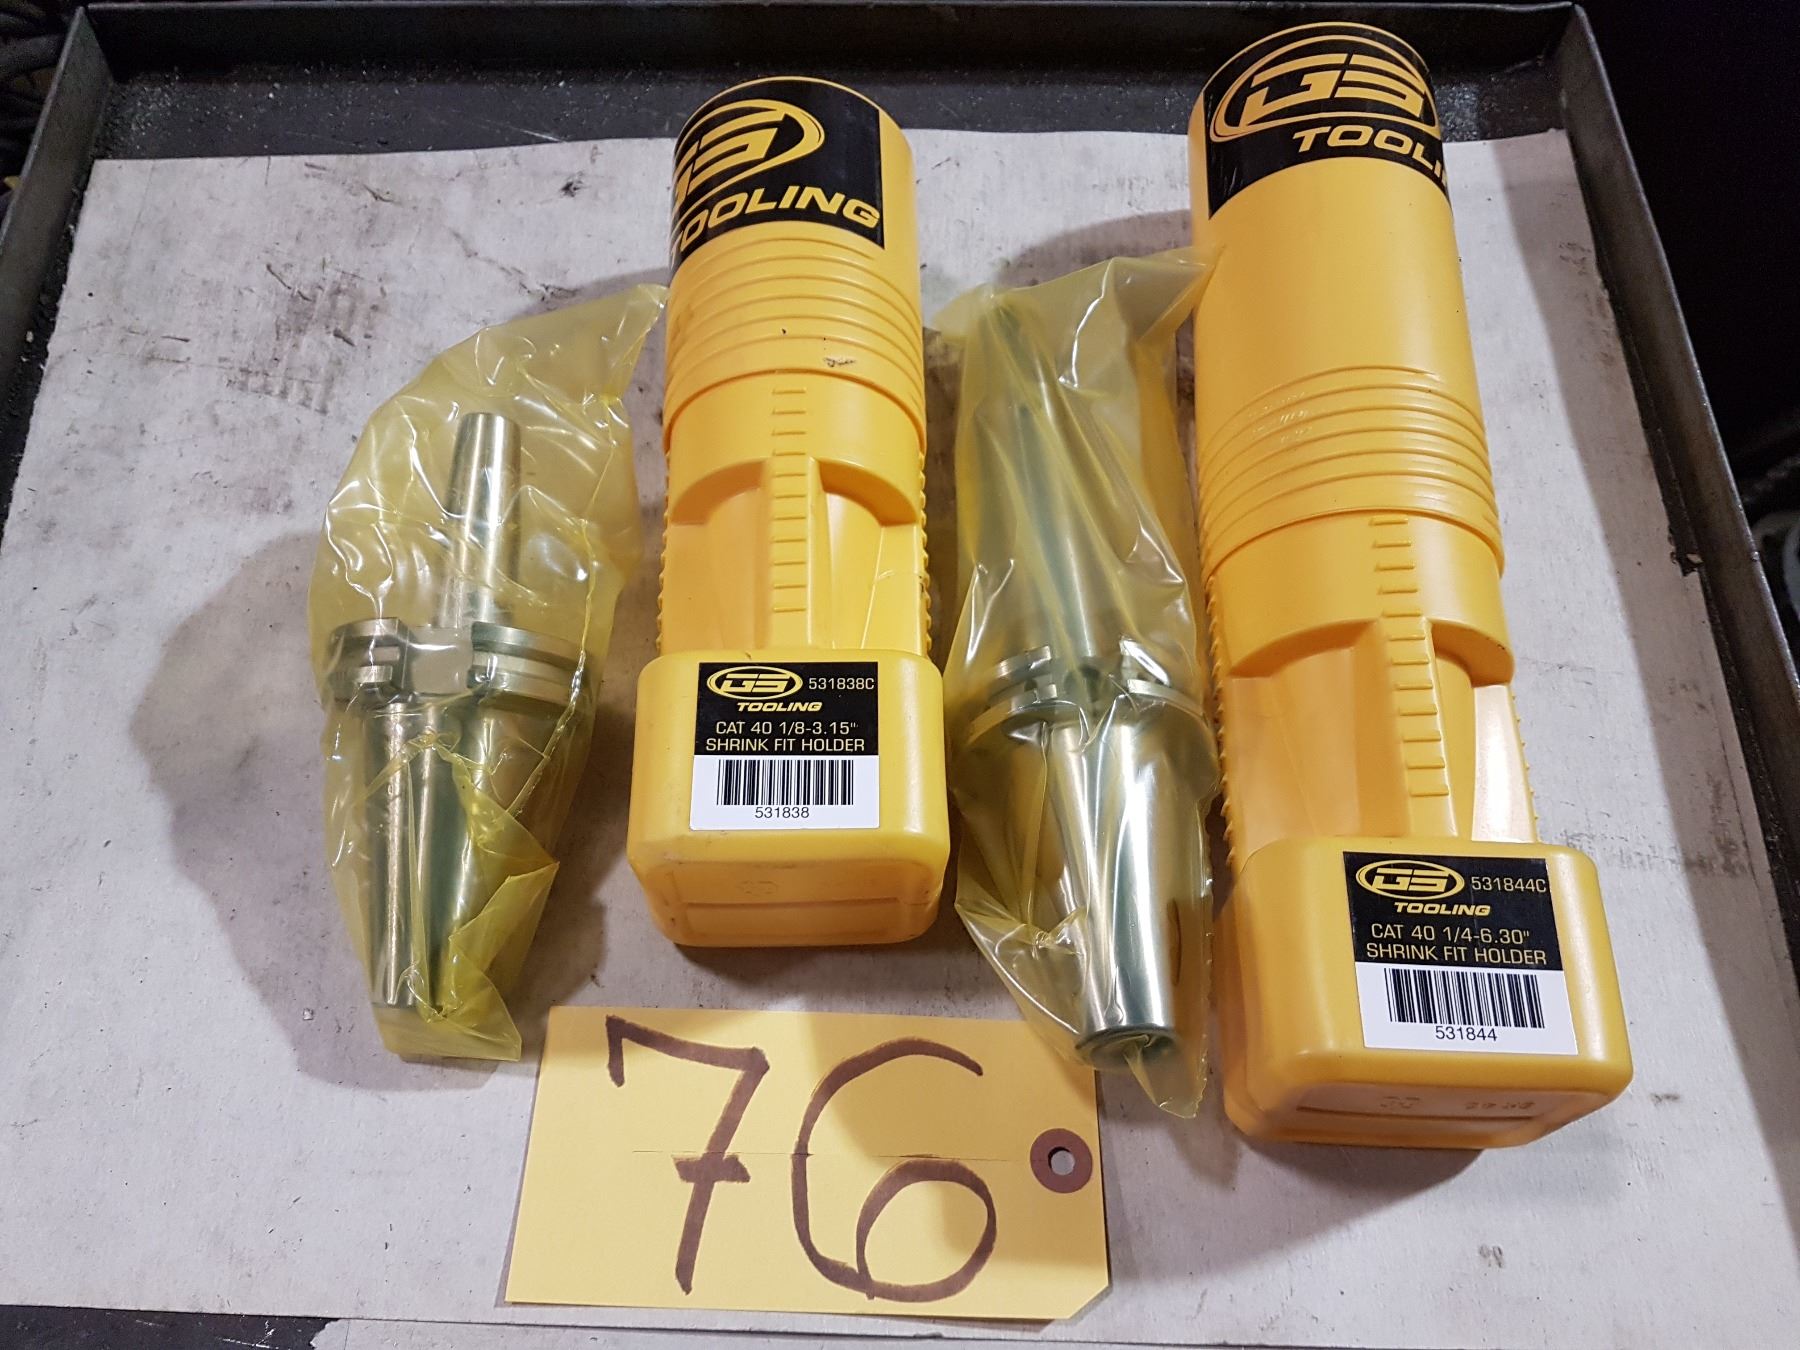 GS
TOOLING
GS
TOOLI
GS 531838C
TOOLING
CAT 40 1/8-3.15"
SHRINK FIT HOLDER
531838
GS 531844C
TOOLING
CAT 40 1/4-6.30"
SHRINK FIT HOLDER
531844
76